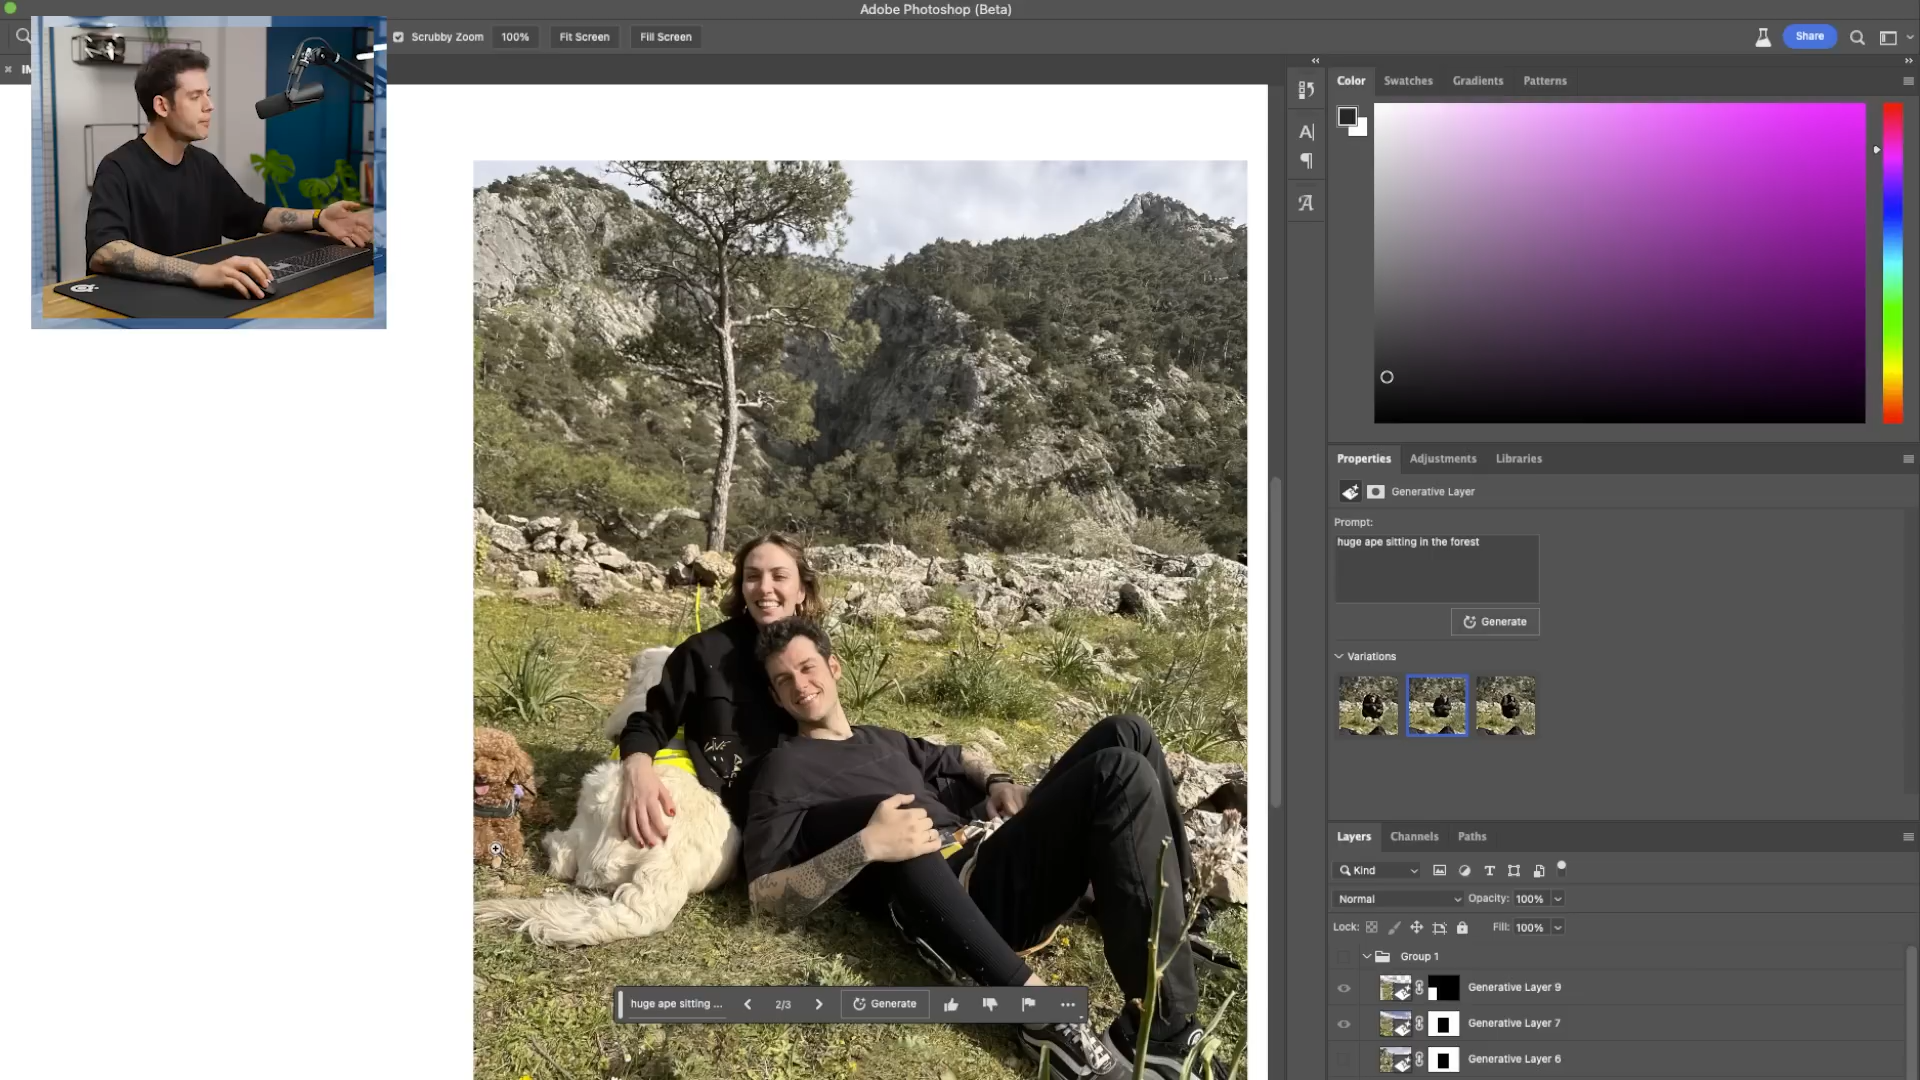 Adobe Photoshop (Beta)
Scrubby Zoom 100% Fit Screen Fill Screen
Share
Color Swatches Gradients Patterns
A|
Properties Adjustments Libraries
Generative Layer
Prompt:
huge ape sitting in the forest
Generate
Variations
Layers Channels Paths
Kind
Normal Opacity: 100%
Lock: Fill: 100%
Group 1
Generative Layer 9
Generative Layer 7
Generative Layer 6
huge ape sitting ... 2/3 Generate